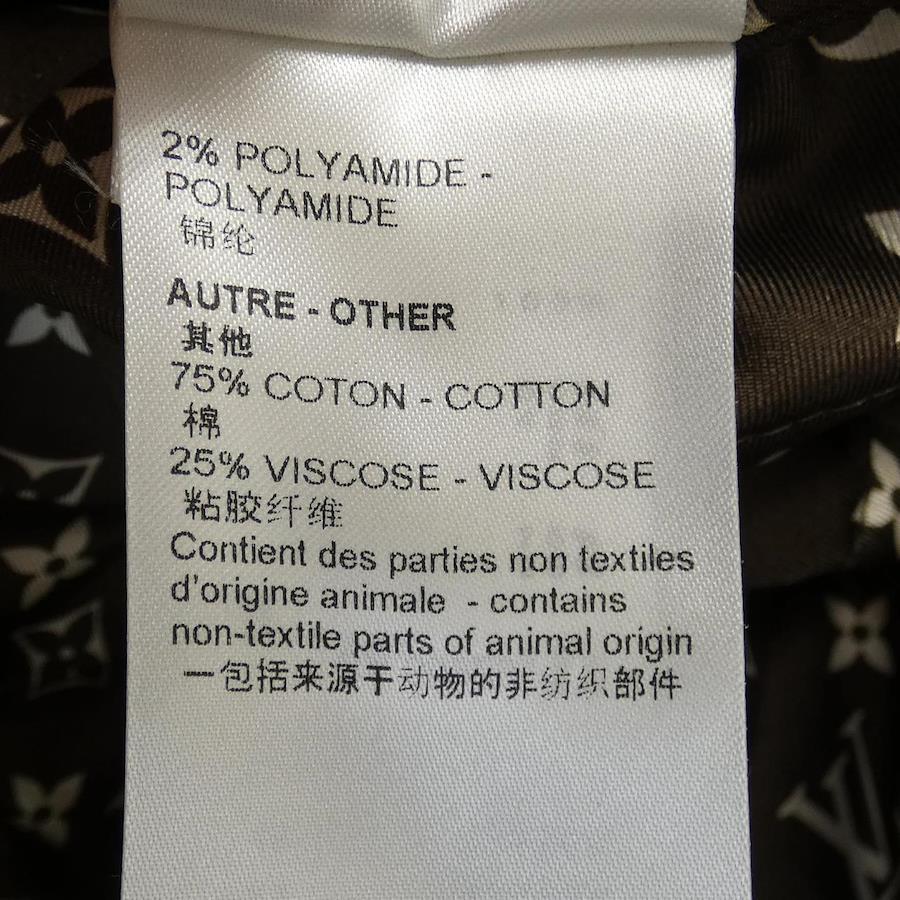 2% POLYAMIDE -
POLYAMIDE
锦纶
AUTRE - OTHER
其他
75% COTON - COTTON
棉
25% VISCOSE - VISCOSE
粘胶纤维
Contient des parties non textiles
d'origine animale - contains
non-textile parts of animal origin
一包括来源于动物的非纺织部件